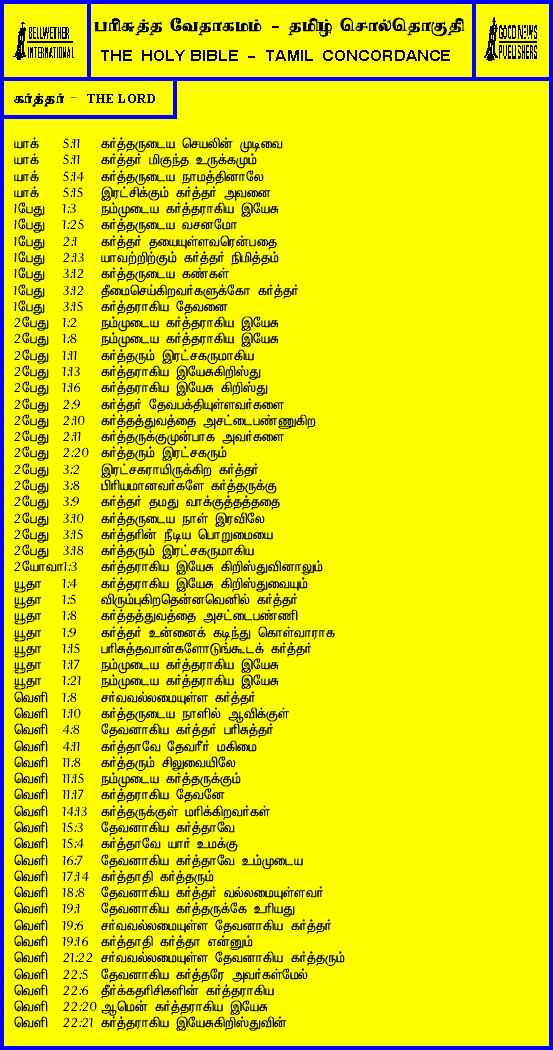 BELLWETHER
INTERNATIONAL
பரிசுத்த வேதாகமம் - தமிழ் சொல்தொகுதி
THE HOLY BIBLE - TAMIL CONCORDANCE
GOOD NEWS
PUBLISHERS
கர்த்தர் - THE LORD
யாக் 5:11 கர்த்தருடைய செயலின் முடிவை
யாக் 5:11 கர்த்தர் மிகுந்த உருக்கமும்
யாக் 5:14 கர்த்தருடைய நாமத்தினாலே
யாக் 5:15 இரட்சிக்கும் கர்த்தர் அவனை
1பேது 1:3 நம்முடைய கர்த்தராகிய இயேசு
1பேது 1:25 கர்த்தருடைய வசனமோ
1பேது 2:1 கர்த்தர் தயையுள்ளவரென்பதை
1பேது 2:13 யாவற்றிற்கும் கர்த்தர் நிமித்தம்
1பேது 3:12 கர்த்தருடைய கண்கள்
1பேது 3:12 தீமைசெய்கிறவர்களுக்கோ கர்த்தர்
1பேது 3:15 கர்த்தராகிய தேவனை
2பேது 1:2 நம்முடைய கர்த்தராகிய இயேசு
2பேது 1:8 நம்முடைய கர்த்தராகிய இயேசு
2பேது 1:11 கர்த்தரும் இரட்சகருமாகிய
2பேது 1:13 கர்த்தராகிய இயேசுகிறிஸ்து
2பேது 1:16 கர்த்தராகிய இயேசு கிறிஸ்து
2பேது 2:9 கர்த்தர் தேவபக்தியுள்ளவர்களை
2பேது 2:10 கர்த்தத்துவத்தை அசட்டைபண்ணுகிற
2பேது 2:11 கர்த்தருக்குமுன்பாக அவர்களை
2பேது 2:20 கர்த்தரும் இரட்சகரும்
2பேது 3:2 இரட்சகராயிருக்கிற கர்த்தர்
2பேது 3:8 பிரியமானவர்களே கர்த்தருக்கு
2பேது 3:9 கர்த்தர் தமது வாக்குத்தத்ததை
2பேது 3:10 கர்த்தருடைய நாள் இரவிலே
2பேது 3:15 கர்த்தரின் நீடிய பொறுமையை
2பேது 3:18 கர்த்தரும் இரட்சகருமாகிய
2யோவா1:3 கர்த்தராகிய இயேசு கிறிஸ்துவினாலும்
யூதா 1:4 கர்த்தராகிய இயேசு கிறிஸ்துவையும்
யூதா 1:5 விரும்புகிறதென்னவெனில் கர்த்தர்
யூதா 1:8 கர்த்தத்துவத்தை அசட்டைபண்ணி
யூதா 1:9 கர்த்தர் உன்னைக் கடிந்து கொள்வாராக
யூதா 1:15 பரிசுத்தவான்களோடுங்கூடக் கர்த்தர்
யூதா 1:17 நம்முடைய கர்த்தராகிய இயேசு
யூதா 1:21 நம்முடைய கர்த்தராகிய இயேசு
வெளி 1:8 சர்வவல்லமையுள்ள கர்த்தர்
வெளி 1:10 கர்த்தருடைய நாளில் ஆவிக்குள்
வெளி 4:8 தேவனாகிய கர்த்தர் பரிசுத்தர்
வெளி 4:11 கர்த்தாவே தேவரீர் மகிமை
வெளி 11:8 கர்த்தரும் சிலுவையிலே
வெளி 11:15 நம்முடைய கர்த்தருக்கும்
வெளி 11:17 கர்த்தராகிய தேவனே
வெளி 14:13 கர்த்தருக்குள் மரிக்கிறவர்கள்
வெளி 15:3 தேவனாகிய கர்த்தாவே
வெளி 15:4 கர்த்தாவே யார் உமக்கு
வெளி 16:7 தேவனாகிய கர்த்தாவே உம்முடைய
வெளி 17:14 கர்த்தாதி கர்த்தரும்
வெளி 18:8 தேவனாகிய கர்த்தர் வல்லமையுள்ளவர்
வெளி 19:1 தேவனாகிய கர்த்தருக்கே உரியது
வெளி 19:6 சர்வவல்லமையுள்ள தேவனாகிய கர்த்தர்
வெளி 19:16 கர்த்தாதி கர்த்தா என்னும்
வெளி 21:22 சர்வவல்லமையுள்ள தேவனாகிய கர்த்தரும்
வெளி 22:5 தேவனாகிய கர்த்தரே அவர்கள்மேல்
வெளி 22:6 தீர்க்கதரிசிகளின் கர்த்தராகிய
வெளி 22:20 ஆமென் கர்த்தராகிய இயேசு
வெளி 22:21 கர்த்தராகிய இயேசுகிறிஸ்துவின்